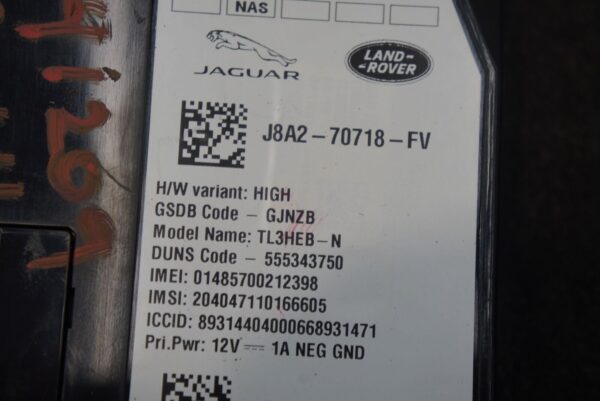 NAS
JAGUAR
LAND-
-ROVER
J8A2-70718-FV
H/W variant: HIGH
GSDB Code - GJNZB
Model Name: TL3HEB-N
DUNS Code - 555343750
IMEI: 01485700212398
IMSI: 204047110166605
ICCID: 89314404000668931471
Pri.Pwr: 12V ⎓ 1A NEG GND